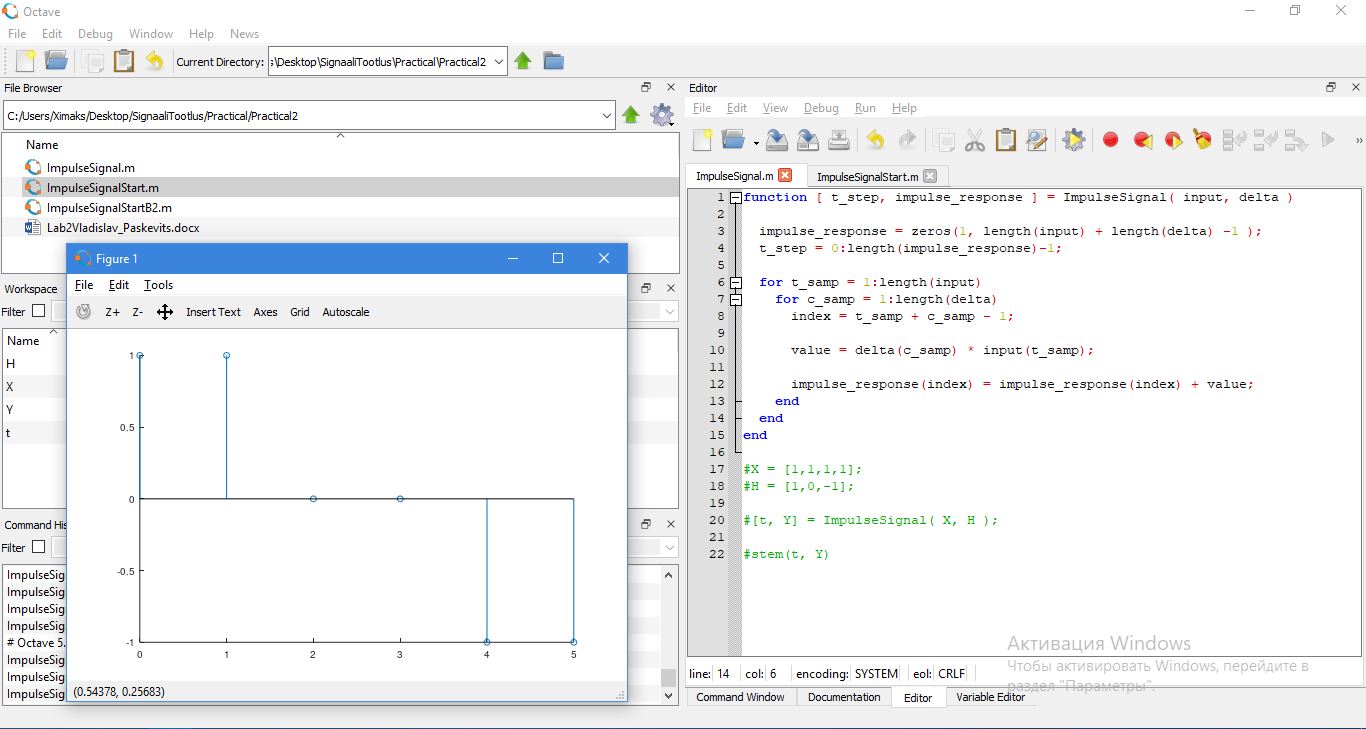 Octave
File Edit Debug Window Help News
Current Directory: s\Desktop\SignaaliTootlus\Practical\Practical2
File Browser
C:/Users/Ximaks/Desktop/SignaaliTootlus/Practical/Practical2
Name
ImpulseSignal.m
ImpulseSignalStart.m
ImpulseSignalStartB2.m
Lab2Vladislav_Paskevits.docx
Workspace
Filter
Name
H
X
Y
t
Command His
Filter
ImpulseSig
ImpulseSig
ImpulseSig
ImpulseSig
# Octave 5.
ImpulseSig
ImpulseSig
ImpulseSig
Figure 1
File Edit Tools
Z+ Z- Insert Text Axes Grid Autoscale
1
0.5
0
-0.5
-1
0 1 2 3 4 5
(0.54378, 0.25683)
Editor
File Edit View Debug Run Help
ImpulseSignal.m ImpulseSignalStart.m
1 function [ t_step, impulse_response ] = ImpulseSignal( input, delta )
2
3 impulse_response = zeros(1, length(input) + length(delta) -1 );
4 t_step = 0:length(impulse_response)-1;
5
6 for t_samp = 1:length(input)
7 for c_samp = 1:length(delta)
8 index = t_samp + c_samp - 1;
9
10 value = delta(c_samp) * input(t_samp);
11
12 impulse_response(index) = impulse_response(index) + value;
13 end
14 end
15 end
16
17 #X = [1,1,1,1];
18 #H = [1,0,-1];
19
20 #[t, Y] = ImpulseSignal( X, H );
21
22 #stem(t, Y)
Активация Windows
Чтобы активировать Windows, перейдите в
раздел "Параметры".
line: 14 col: 6 encoding: SYSTEM eol: CRLF
Command Window Documentation Editor Variable Editor